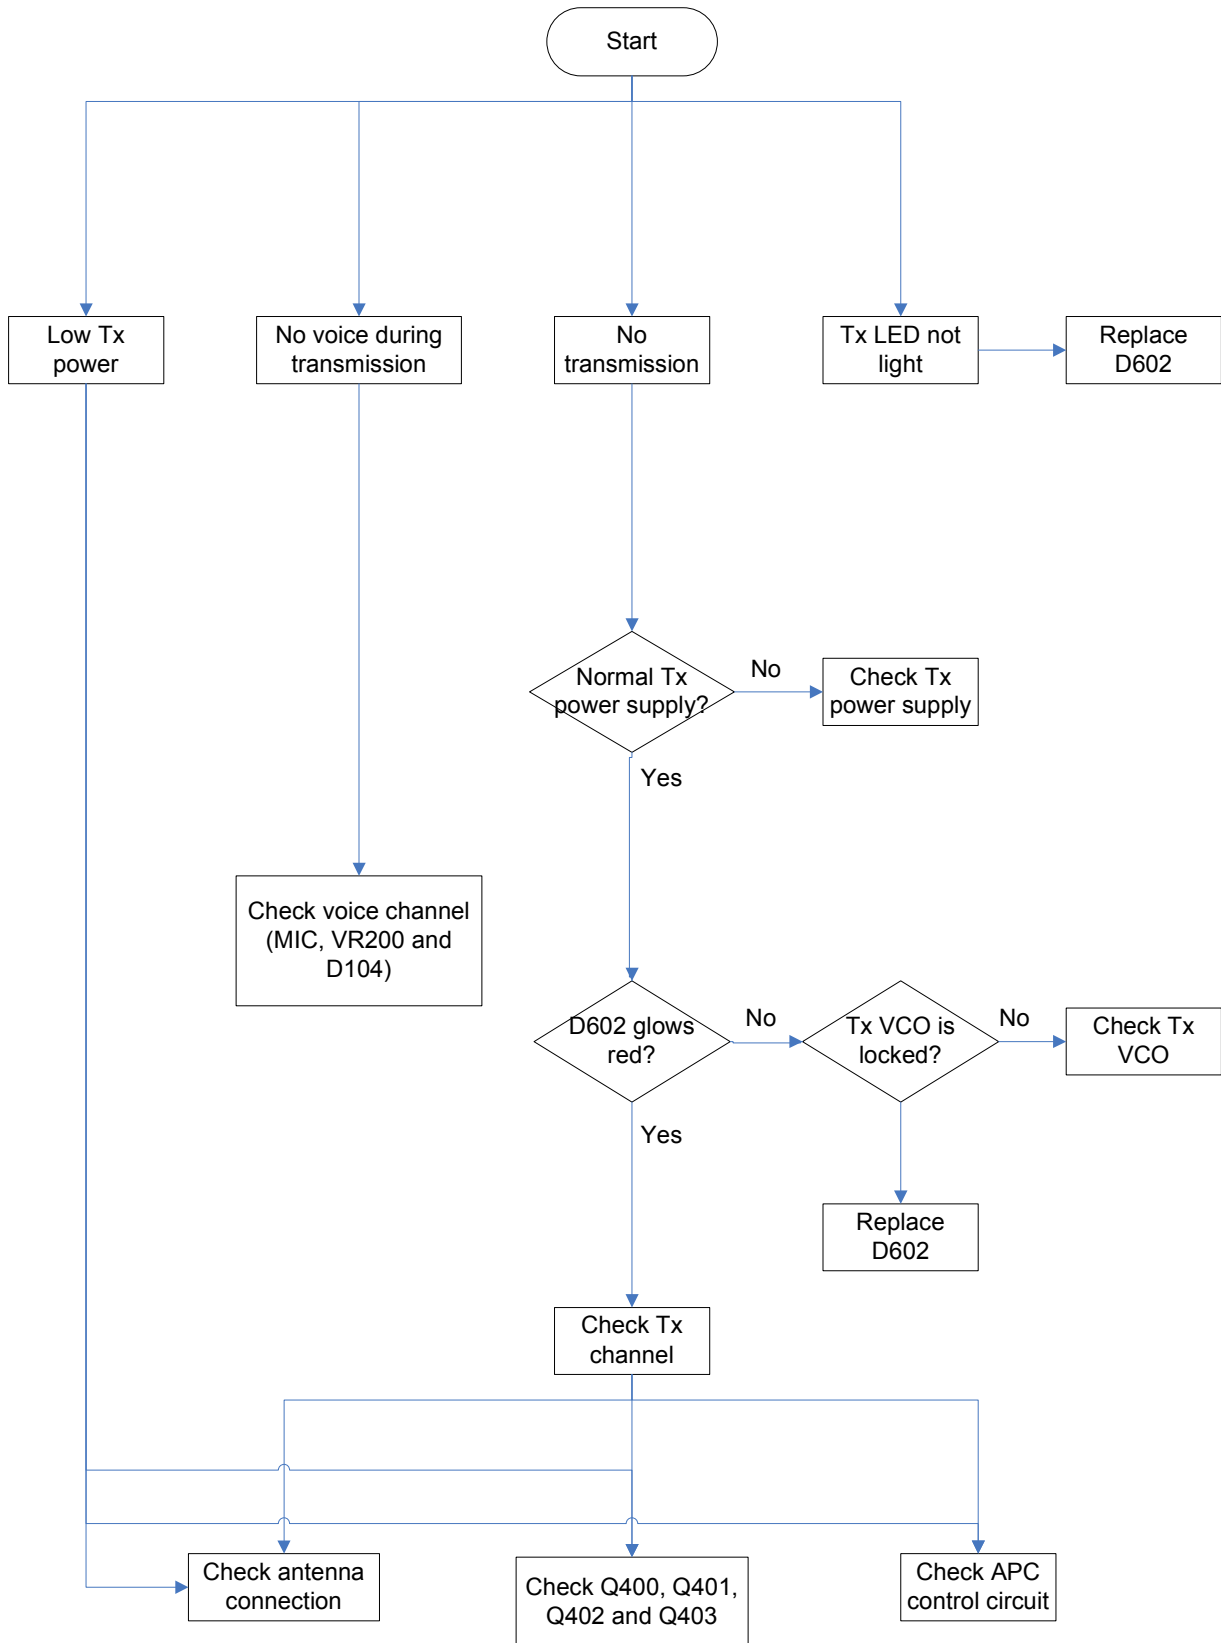 Start
Low Tx
power
No voice during
transmission
No
transmission
Tx LED not
light
Replace
D602
Normal Tx
power supply?
No
Check Tx
power supply
Yes
Check voice channel
(MIC, VR200 and
D104)
D602 glows
red?
No
Tx VCO is
locked?
No
Check Tx
VCO
Yes
Replace
D602
Check Tx
channel
Check antenna
connection
Check Q400, Q401,
Q402 and Q403
Check APC
control circuit